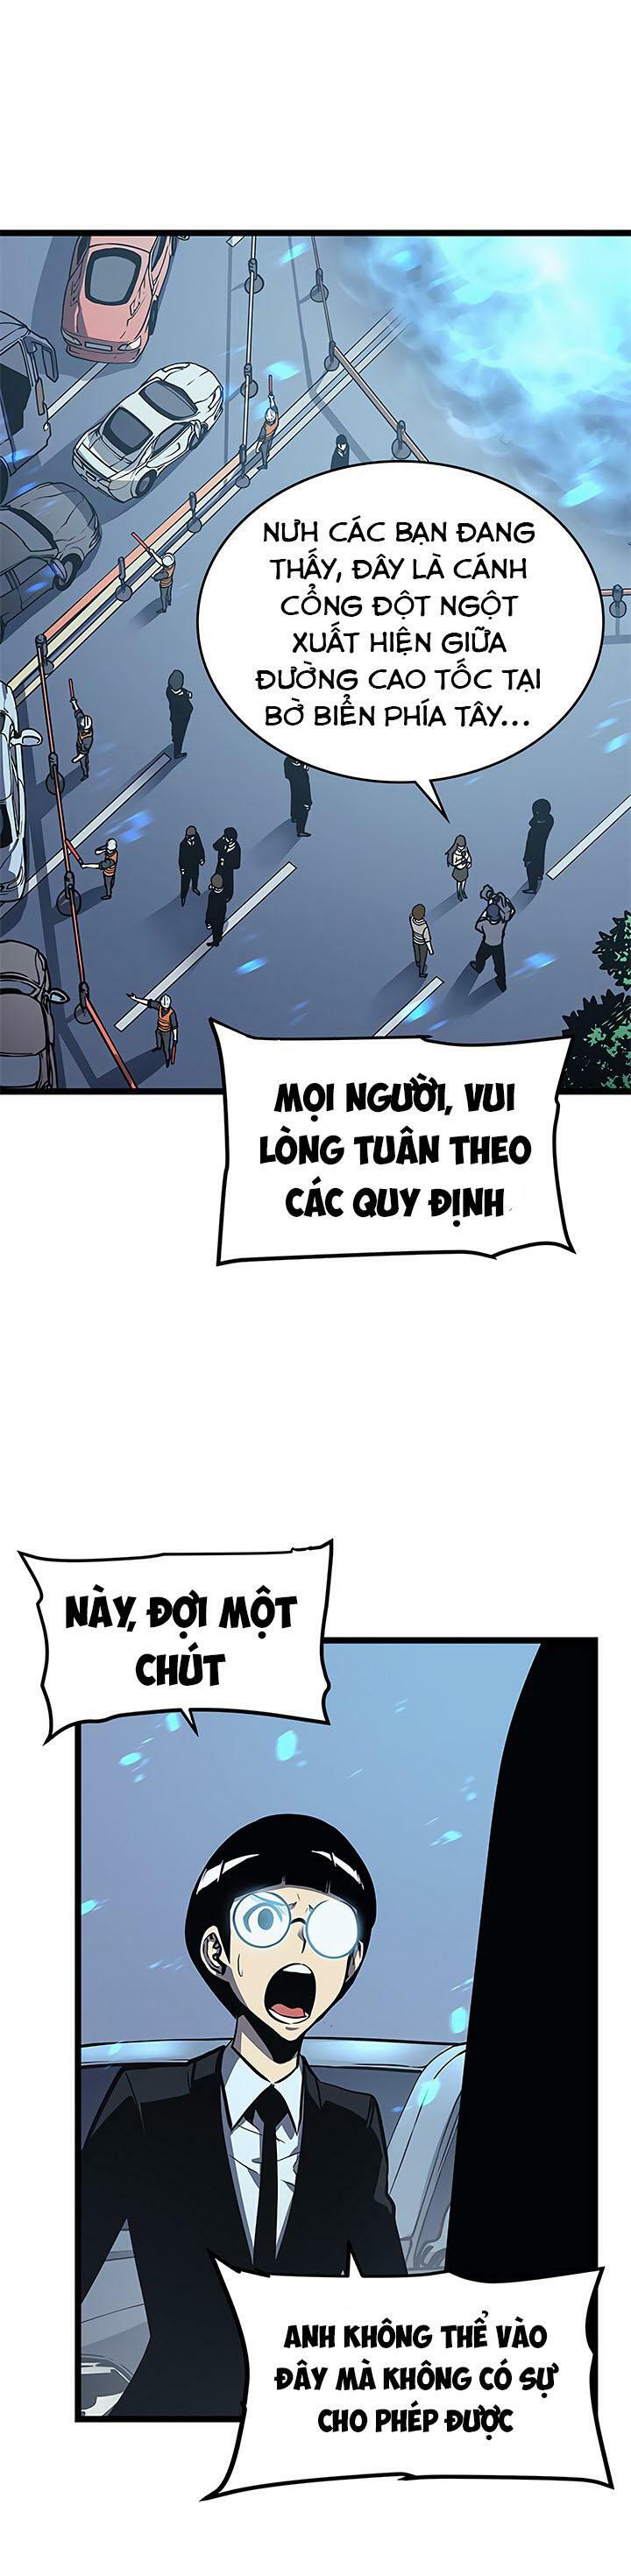 NƯH CÁC BẠN ĐANG
THẤY, ĐÂY LÀ CÁNH
CỔNG ĐỘT NGỘT
XUẤT HIỆN GIỮA
ĐƯỜNG CAO TỐC TẠI
BỜ BIỂN PHÍA TÂY...
MỌI NGƯỜI, VUI
LÒNG TUÂN THEO
CÁC QUY ĐỊNH
NÀY, ĐỢI MỘT
CHÚT
ANH KHÔNG THỂ VÀO
ĐÂY MÀ KHÔNG CÓ SỰ
CHO PHÉP ĐƯỢC